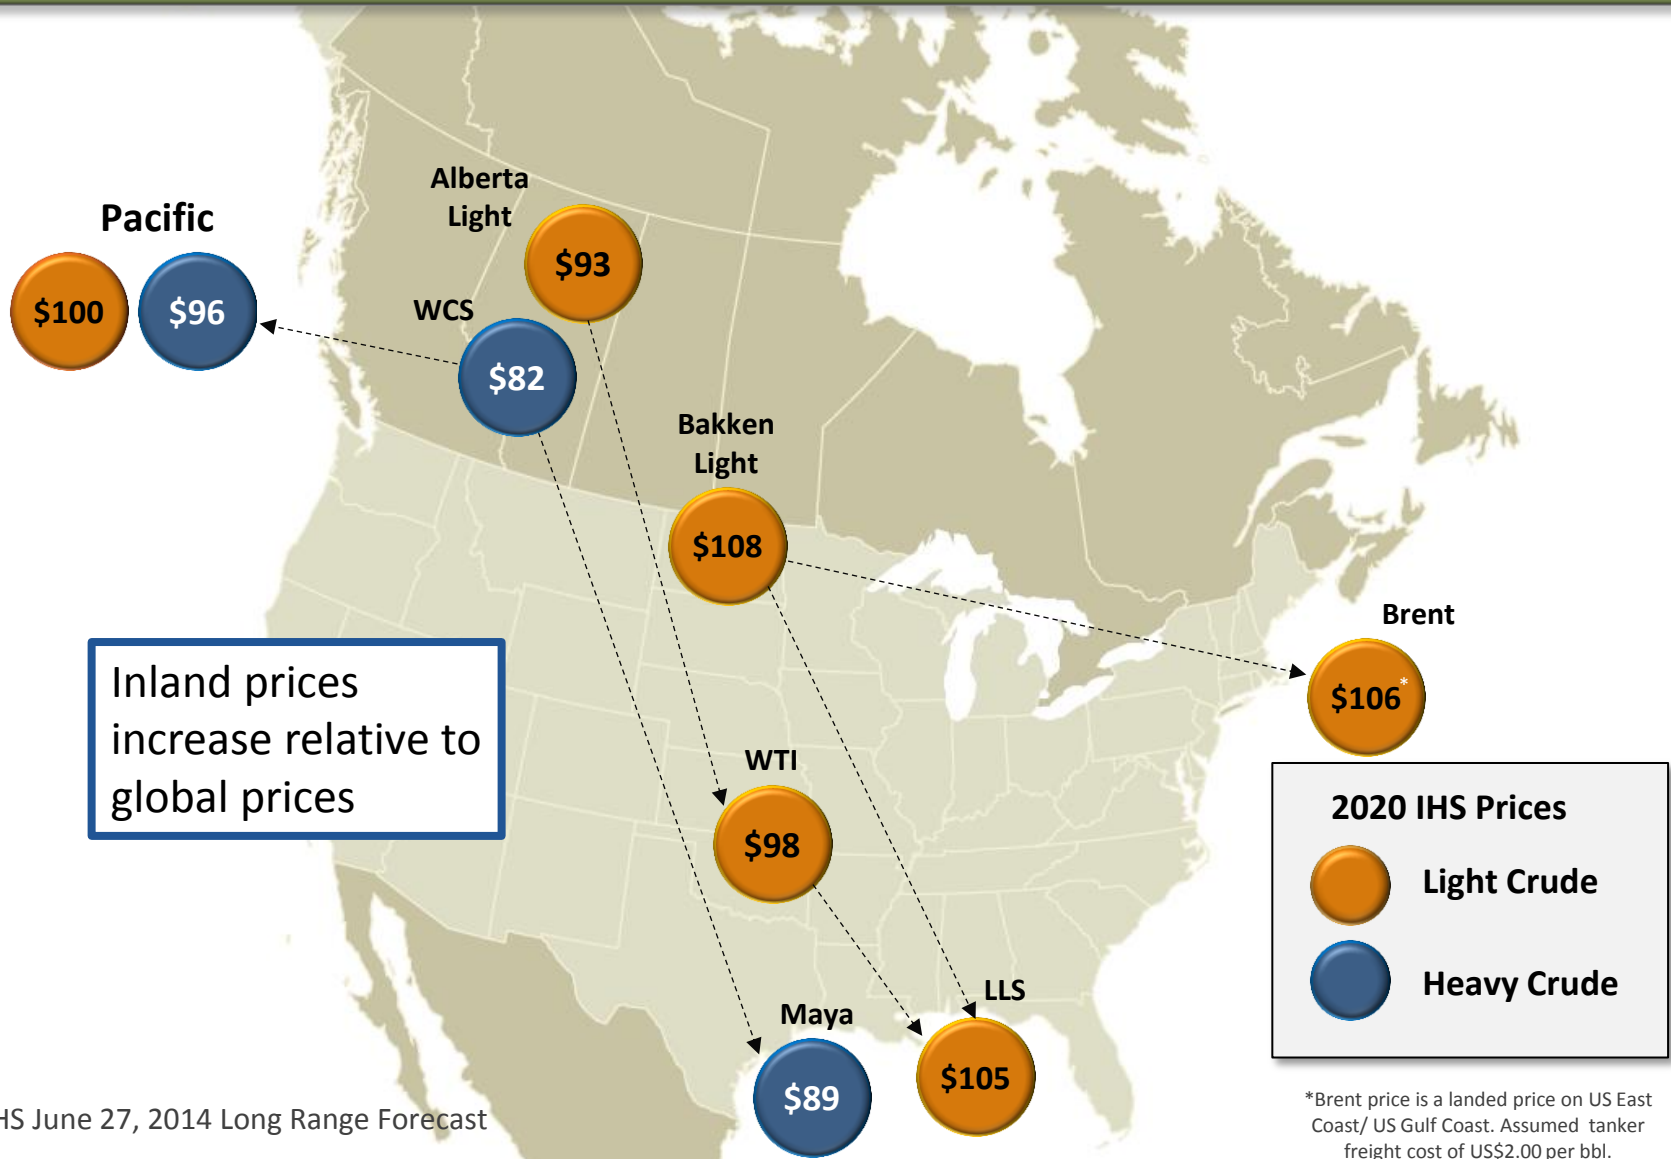 Alberta
Light
Pacific
$93
$100
$96
WCS
$82
Bakken
Light
$108
Brent
$106*
Inland prices
increase relative to
global prices
WTI
$98
2020 IHS Prices
Light Crude
Heavy Crude
LLS
Maya
$105
$89
HS June 27, 2014 Long Range Forecast
*Brent price is a landed price on US East
Coast/ US Gulf Coast. Assumed tanker
freight cost of US$2.00 per bbl.